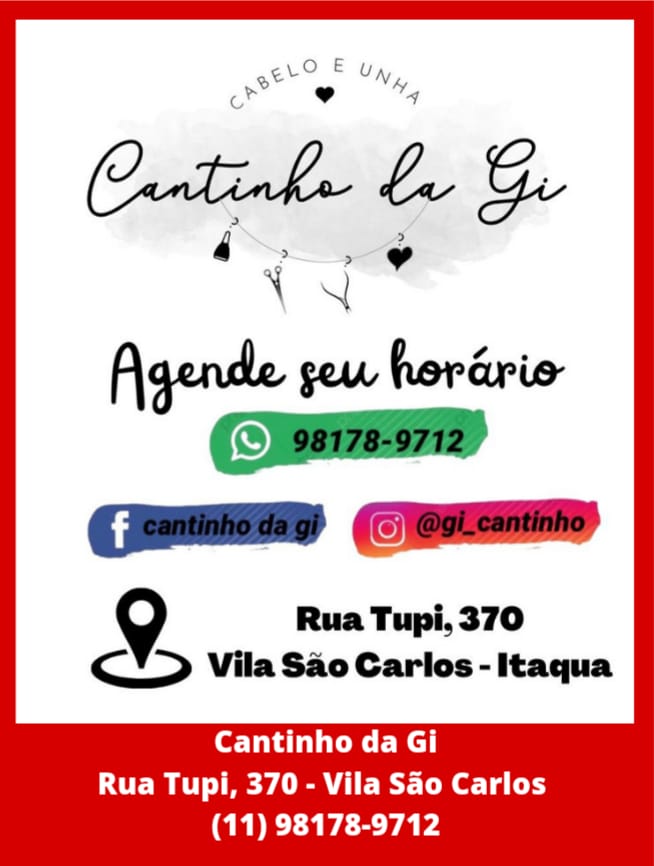 CABELO E UNHA
Cantinho da Gi
Agende seu horário
98178-9712
cantinho da gi
@gi_cantinho
Rua Tupi, 370
Vila São Carlos - Itaqua
Cantinho da Gi
Rua Tupi, 370 - Vila São Carlos
(11) 98178-9712